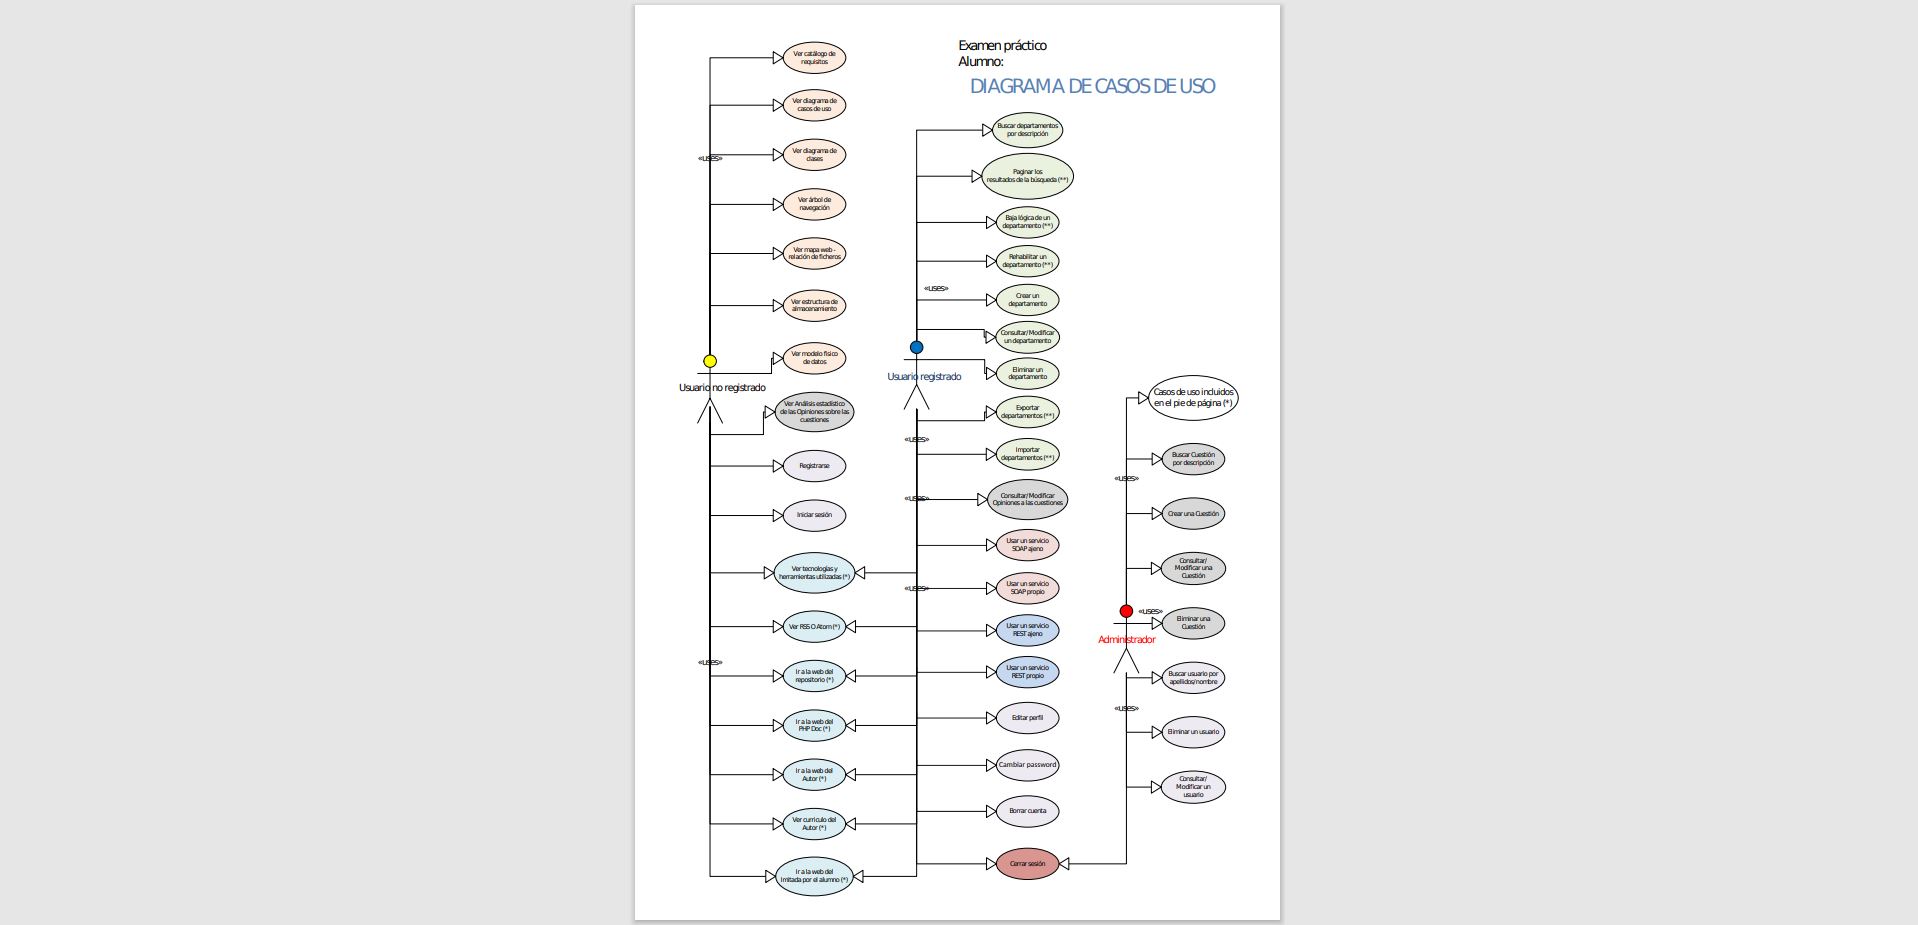 Examen práctico
Alumno:
DIAGRAMA DE CASOS DE USO
Ver catálogo de
requisitos
Ver diagrama de
casos de uso
«uses»
Ver diagrama de
clases
Ver árbol de
navegación
Ver mapa web -
relación de ficheros
Ver estructura de
almacenamiento
Ver modelo físico
de datos
Usuario no registrado
Ver Análisis estadístico
de las Opiniones sobre las
cuestiones
Registrarse
Iniciar sesión
Ver tecnologías y
herramientas utilizadas (*)
Ver RSS O Atom (*)
«uses»
Ir a la web del
repositorio (*)
Ir a la web del
PHP Doc (*)
Ir a la web del
Autor (*)
Ver curriculo del
Autor (*)
Ir a la web del
Imitada por el alumno (*)
Buscar departamentos
por descripción
Paginar los
resultados de la búsqueda (**)
Baja lógica de un
departamento (**)
Rehabilitar un
departamento (**)
«uses»
Crear un
departamento
Consultar/Modificar
un departamento
Eliminar un
departamento
Usuario registrado
Exportar
departamentos (**)
«uses»
Importar
departamentos (**)
«uses»
Consultar/Modificar
Opiniones a las cuestiones
Usar un servicio
SOAP ajeno
«uses»
Usar un servicio
SOAP propio
Usar un servicio
REST ajeno
Usar un servicio
REST propio
Editar perfil
Cambiar password
Borrar cuenta
Cerrar sesión
Casos de uso incluidos
en el pie de página (*)
Buscar Cuestión
por descripción
«uses»
Crear una Cuestión
Consultar/
Modificar una
Cuestión
«uses»
Eliminar una
Cuestión
Administrador
Buscar usuario por
apellidos/nombre
«uses»
Eliminar un usuario
Consultar/
Modificar un
usuario